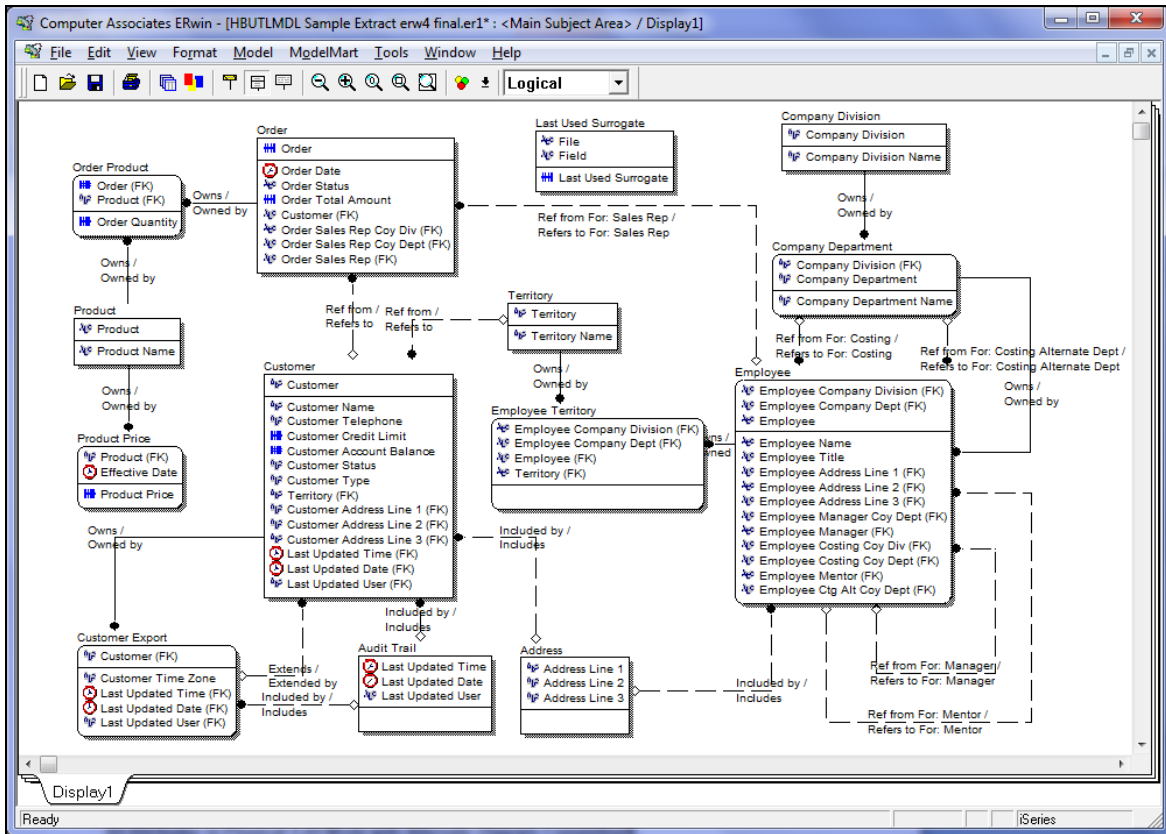 Computer Associates ERwin - [HBUTLMDL Sample Extract erw4 final.er1* : <Main Subject Area> / Display1]
File Edit View Format Model ModelMart Tools Window Help
Logical
Order
Order
Order Date
Order Status
Order Total Amount
Customer (FK)
Order Sales Rep Coy Div (FK)
Order Sales Rep Coy Dept (FK)
Order Sales Rep (FK)
Last Used Surrogate
File
Field
Last Used Surrogate
Company Division
Company Division
Company Division Name
Order Product
Order (FK)
Product (FK)
Order Quantity
Owns /
Owned by
Ref from For: Sales Rep /
Refers to For: Sales Rep
Owns /
Owned by
Company Department
Company Division (FK)
Company Department
Company Department Name
Owns /
Owned by
Product
Product
Product Name
Ref from /
Refers to
Ref from /
Refers to
Territory
Territory
Territory Name
Ref from For: Costing /
Refers to For: Costing
Ref from For: Costing Alternate Dept /
Refers to For: Costing Alternate Dept
Owns /
Owned by
Owns /
Owned by
Product Price
Product (FK)
Effective Date
Product Price
Customer
Customer
Customer Name
Customer Telephone
Customer Credit Limit
Customer Account Balance
Customer Status
Customer Type
Territory (FK)
Customer Address Line 1 (FK)
Customer Address Line 2 (FK)
Customer Address Line 3 (FK)
Last Updated Time (FK)
Last Updated Date (FK)
Last Updated User (FK)
Owns /
Owned by
Employee Territory
Employee Company Division (FK)
Employee Company Dept (FK)
Employee (FK)
Territory (FK)
wns /
wned
Employee
Employee Company Division (FK)
Employee Company Dept (FK)
Employee
Employee Name
Employee Title
Employee Address Line 1 (FK)
Employee Address Line 2 (FK)
Employee Address Line 3 (FK)
Employee Manager Coy Dept (FK)
Employee Manager (FK)
Employee Costing Coy Div (FK)
Employee Costing Coy Dept (FK)
Employee Mentor (FK)
Employee Ctg Alt Coy Dept (FK)
Owns /
Owned by
Included by /
Includes
Included by /
Includes
Customer Export
Customer (FK)
Customer Time Zone
Last Updated Time (FK)
Last Updated Date (FK)
Last Updated User (FK)
Extends /
Extended by
Included by /
Includes
Audit Trail
Last Updated Time
Last Updated Date
Last Updated User
Address
Address Line 1
Address Line 2
Address Line 3
Included by /
Includes
Ref from For: Manager /
Refers to For: Manager
Ref from For: Mentor /
Refers to For: Mentor
Display1
Ready
iSeries